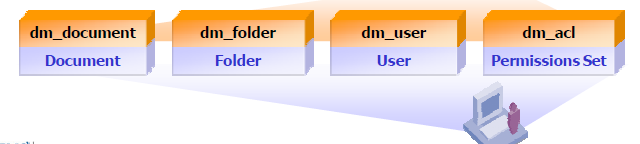 dm_document dm_folder dm_user dm_acl
Document Folder User Permissions Set